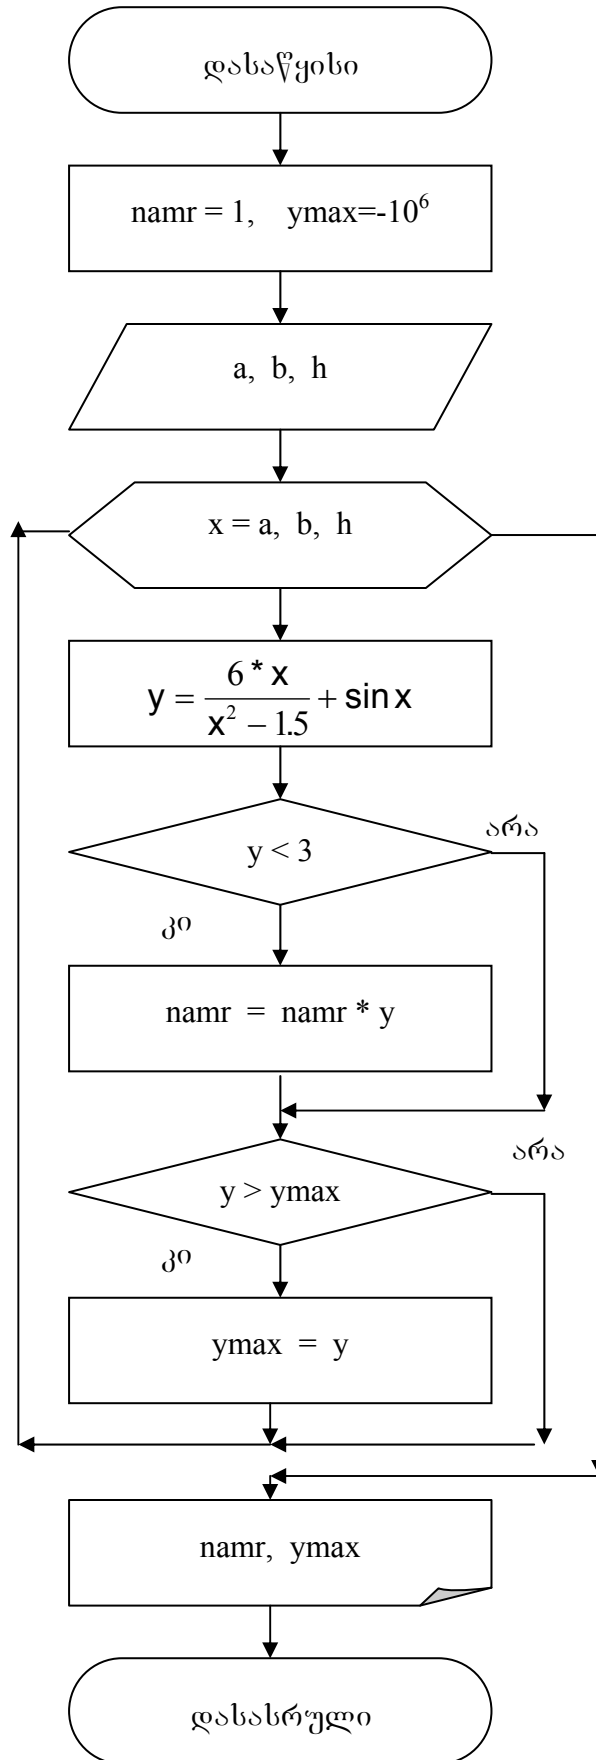 დასაწყისი
namr = 1, ymax=-10⁶
a, b, h
x = a, b, h
y = \frac{6 * x}{x² − 1.5} + sin x
y < 3
არა
კი
namr = namr * y
არა
y > ymax
კი
ymax = y
namr, ymax
დასასრული